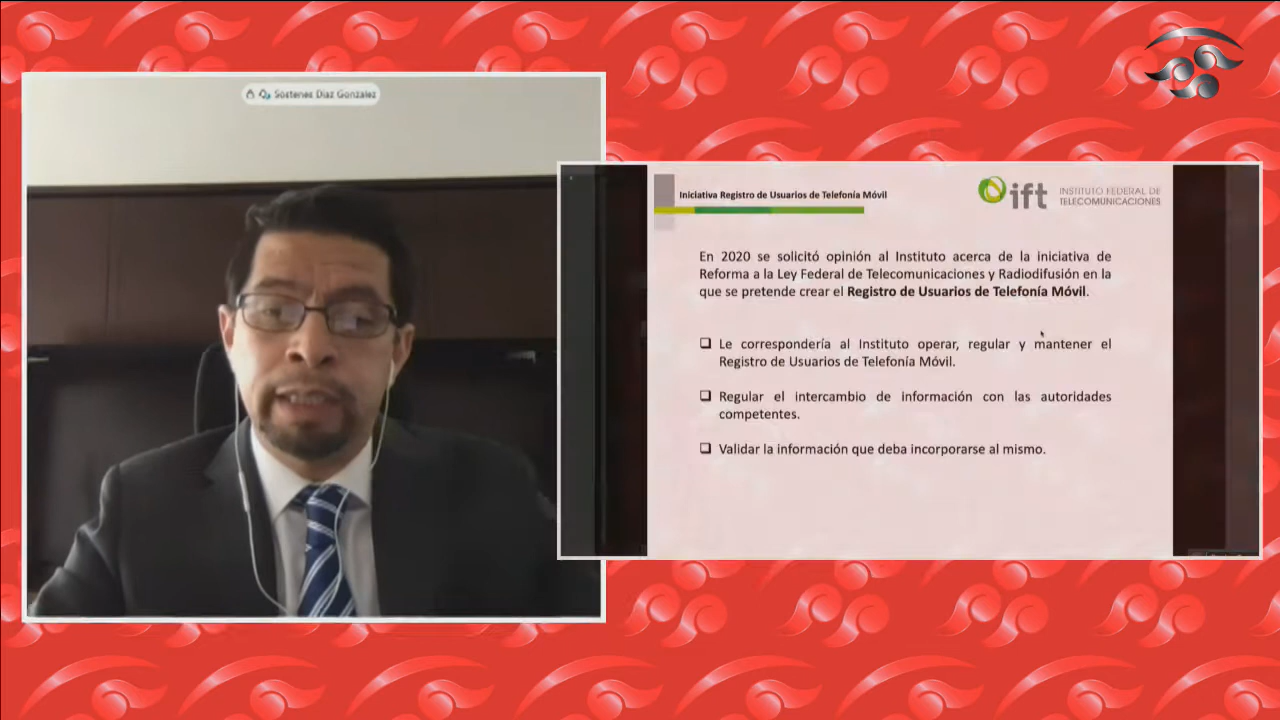 Sostenes Diaz Gonzalez
Iniciativa Registro de Usuarios de Telefonía Móvil
ift
INSTITUTO FEDERAL DE
TELECOMUNICACIONES
En 2020 se solicitó opinión al Instituto acerca de la iniciativa de
Reforma a la Ley Federal de Telecomunicaciones y Radiodifusión en la
que se pretende crear el Registro de Usuarios de Telefonía Móvil.
Le correspondería al Instituto operar, regular y mantener el
Registro de Usuarios de Telefonía Móvil.
Regular el intercambio de información con las autoridades
competentes.
Validar la información que deba incorporarse al mismo.